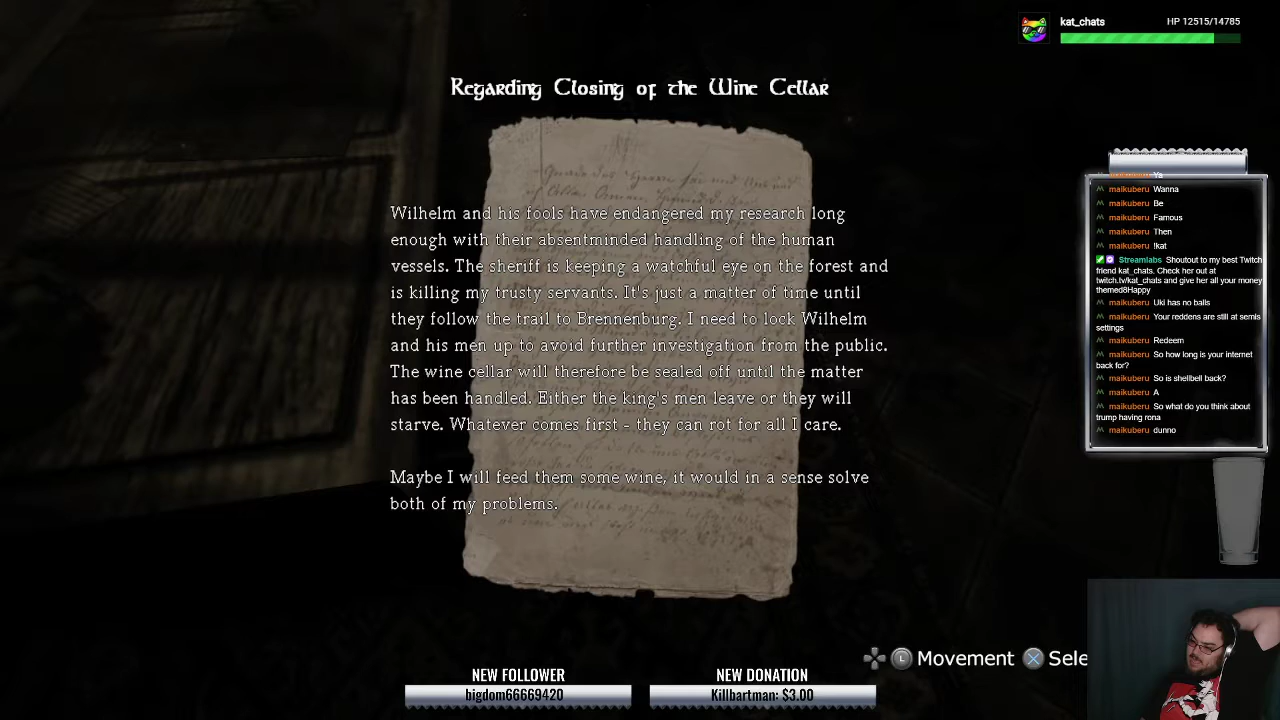 kat_chats
HP 12515/14785
Regarding Closing of the Wine Cellar
Wilhelm and his fools have endangered my research long
enough with their absentminded handling of the human
vessels. The sheriff is keeping a watchful eye on the forest and
is killing my trusty servants. It's just a matter of time until
they follow the trail to Brennenburg. I need to lock Wilhelm
and his men up to avoid further investigation from the public.
The wine cellar will therefore be sealed off until the matter
has been handled. Either the king's men leave or they will
starve. Whatever comes first - they can rot for all I care.
Maybe I will feed them some wine, it would in a sense solve
both of my problems.
maikuberu Ya
maikuberu Wanna
maikuberu Be
maikuberu Famous
maikuberu Then
maikuberu !kat
Streamlabs Shoutout to my best Twitch
friend kat_chats. Check her out at
twitch.tv/kat_chats and give her all your money
themed8Happy
maikuberu Uki has no balls
maikuberu Your reddens are still at semis
settings
maikuberu Redeem
maikuberu So how long is your internet
back for?
maikuberu So is shellbell back?
maikuberu A
maikuberu So what do you think about
trump having rona
maikuberu dunno
Movement
Sele
NEW FOLLOWER
bigdom66669420
NEW DONATION
Killbartman: $3.00